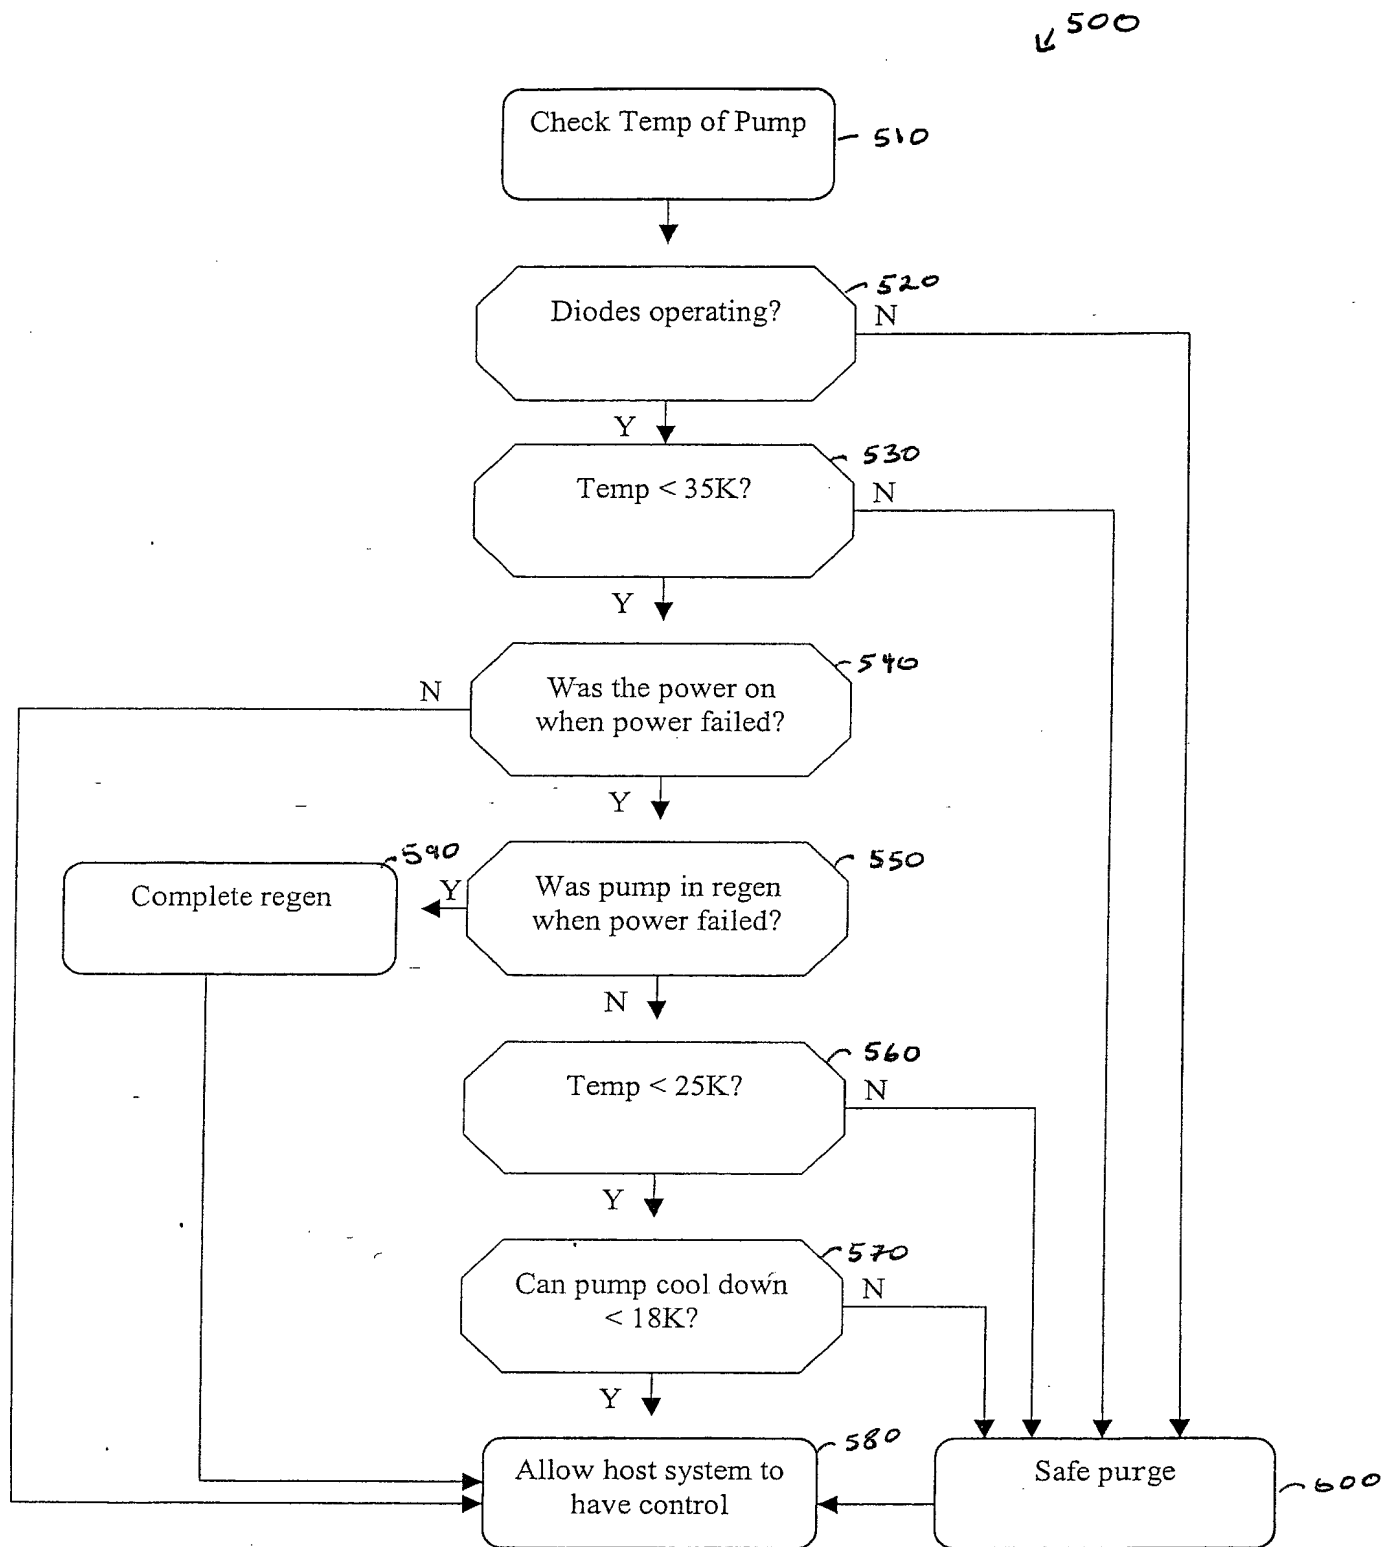 500
Check Temp of Pump
510
Diodes operating?
520
N
Y
Temp < 35K?
530
N
Y
Was the power on
when power failed?
540
N
Y
Was pump in regen
when power failed?
550
Y
Complete regen
590
N
Temp < 25K?
560
N
Y
Can pump cool down
< 18K?
570
N
Y
Allow host system to
have control
580
Safe purge
600